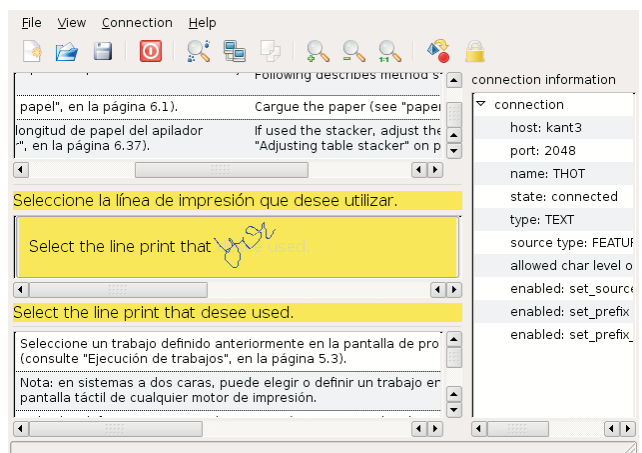 File View Connection Help
connection information
Following describes method s
papel", en la página 6.1). Cargue the paper (see "paper
longitud de papel del apilador If used the stacker, adjust the
", en la página 6.37). "Adjusting table stacker" on p
Seleccione la línea de impresión que desee utilizar.
Select the line print that you used.
Select the line print that desee used.
Seleccione un trabajo definido anteriormente en la pantalla de pro
(consulte "Ejecución de trabajos", en la página 5.3).
Nota: en sistemas a dos caras, puede elegir o definir un trabajo en
pantalla táctil de cualquier motor de impresión.
connection
host: kant3
port: 2048
name: THOT
state: connected
type: TEXT
source type: FEATUR
allowed char level o
enabled: set_source
enabled: set_prefix
enabled: set_prefix_